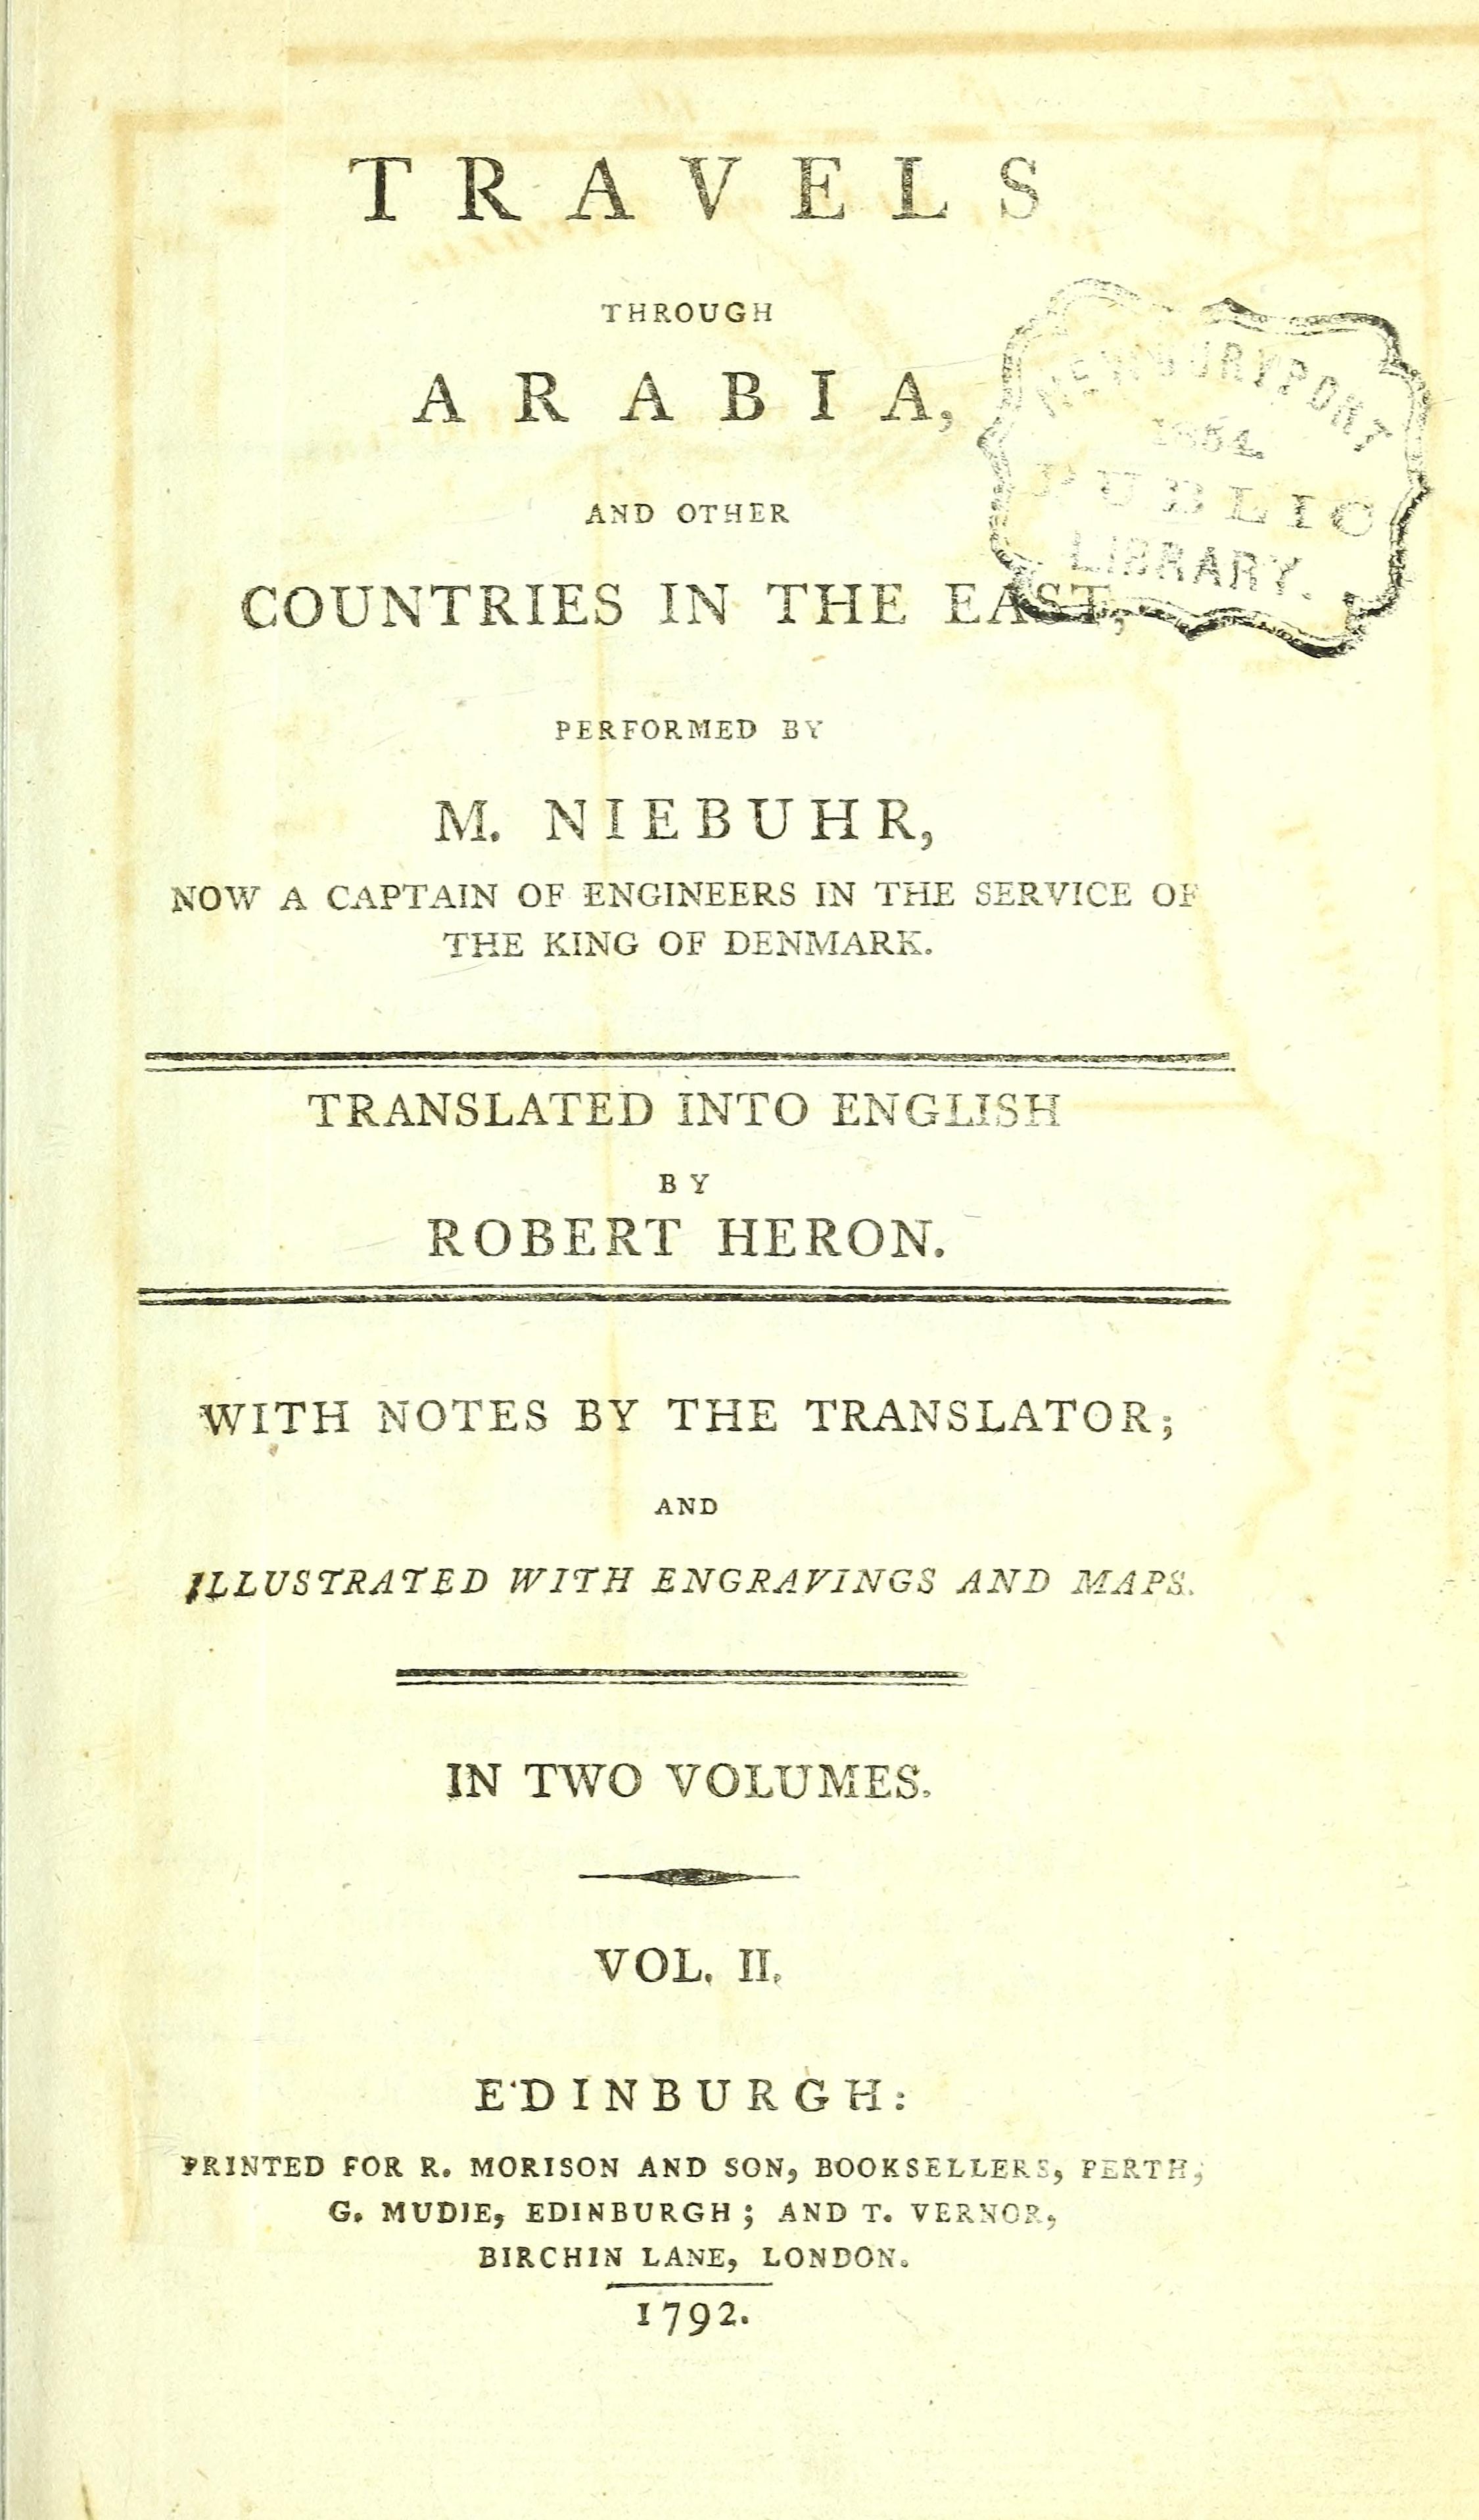 TRAVELS
THROUGH
ARABIA,
AND OTHER
COUNTRIES IN THE EAST,
PERFORMED BY
M. NIEBUHR,
NOW A CAPTAIN OF ENGINEERS IN THE SERVICE OF
THE KING OF DENMARK.
TRANSLATED INTO ENGLISH
BY
ROBERT HERON.
WITH NOTES BY THE TRANSLATOR;
AND
ILLUSTRATED WITH ENGRAVINGS AND MAPS.
IN TWO VOLUMES.
VOL. II.
EDINBURGH:
PRINTED FOR R. MORISON AND SON, BOOKSELLERS, PERTH;
G. MUDIE, EDINBURGH; AND T. VERNOR,
BIRCHIN LANE, LONDON.
1792.
NEWBURYPORT
1854.
PUBLIC
LIBRARY.